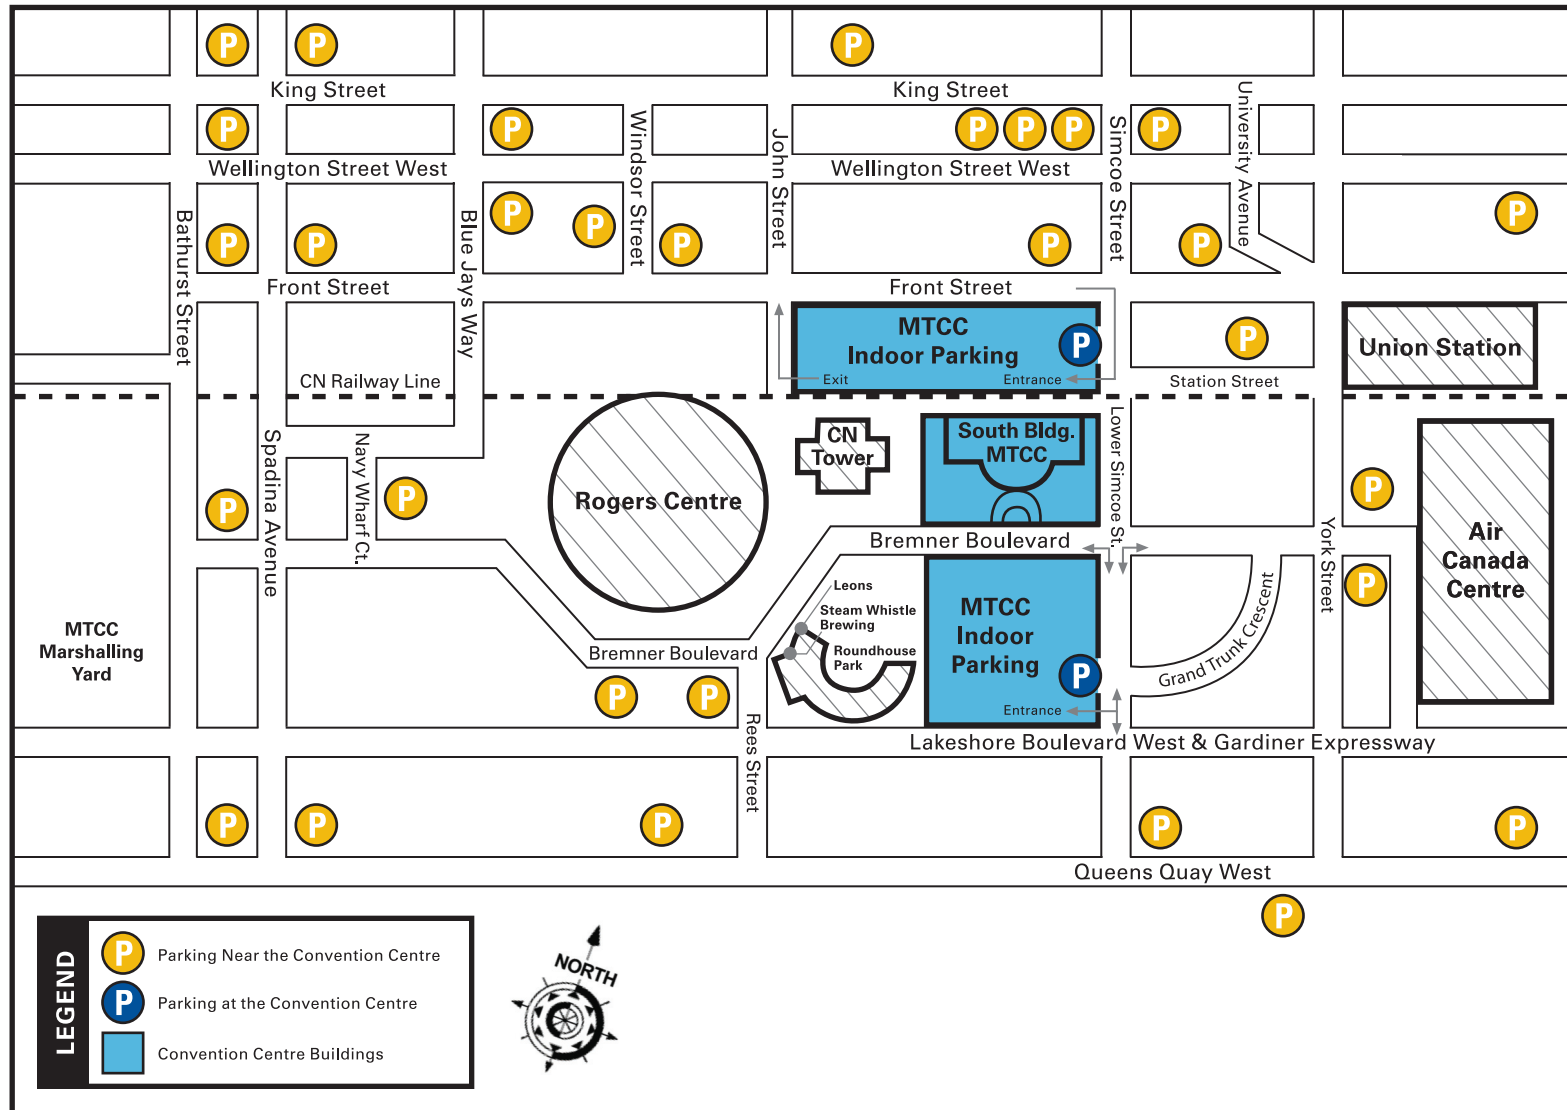 P
P
P
King Street
King Street
P
P
P
P
P
P
Windsor Street
John Street
Simcoe Street
University Avenue
Wellington Street West
Wellington Street West
P
P
P
P
P
P
P
P
Bathurst Street
Blue Jays Way
Front Street
Front Street
MTCC
Indoor Parking
P
Exit
Entrance
P
Station Street
Union Station
CN Railway Line
Spadina Avenue
Navy Wharf Ct.
P
P
Rogers Centre
CN
Tower
South Bldg.
MTCC
Lower Simcoe St.
P
York Street
Air
Canada
Centre
Bremner Boulevard
P
Leons
Steam Whistle
Brewing
Roundhouse
Park
MTCC
Indoor
Parking
P
Entrance
Grand Trunk Crescent
MTCC
Marshalling
Yard
Bremner Boulevard
P
P
Rees Street
Lakeshore Boulevard West & Gardiner Expressway
P
P
P
P
P
Queens Quay West
P
LEGEND
P Parking Near the Convention Centre
P Parking at the Convention Centre
Convention Centre Buildings
NORTH